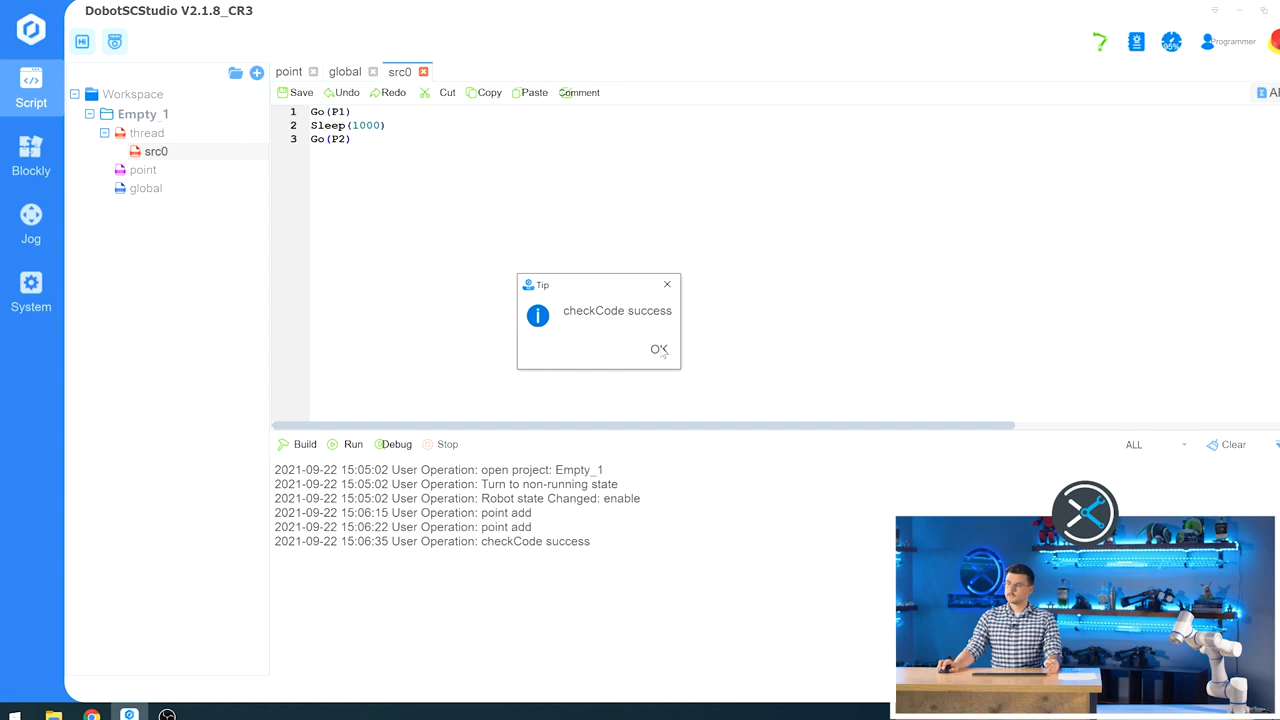 DobotSCStudio V2.1.8_CR3
Hi
95%
Programmer
Script
Blockly
Jog
System
Workspace
Empty_1
thread
src0
point
global
point global src0
Save Undo Redo Cut Copy Paste Comment
1 Go(P1)
2 Sleep(1000)
3 Go(P2)
Tip
checkCode success
OK
Build Run Debug Stop
ALL Clear
2021-09-22 15:05:02 User Operation: open project: Empty_1
2021-09-22 15:05:02 User Operation: Turn to non-running state
2021-09-22 15:05:02 User Operation: Robot state Changed: enable
2021-09-22 15:06:15 User Operation: point add
2021-09-22 15:06:22 User Operation: point add
2021-09-22 15:06:35 User Operation: checkCode success